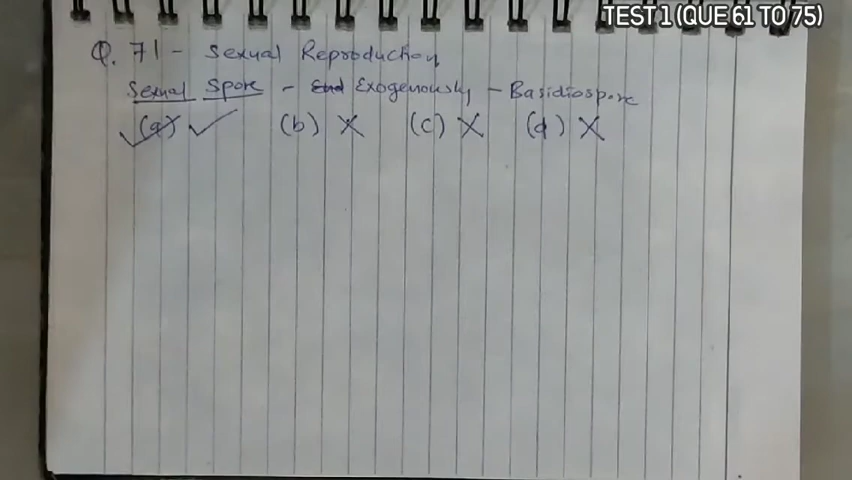 TEST 1 (QUE 61 TO 75)
Q. 71 - Sexual Reproduction
Sexual Spore - Exogenously - Basidiospore
(a) ✓ (b) X (c) X (d) X